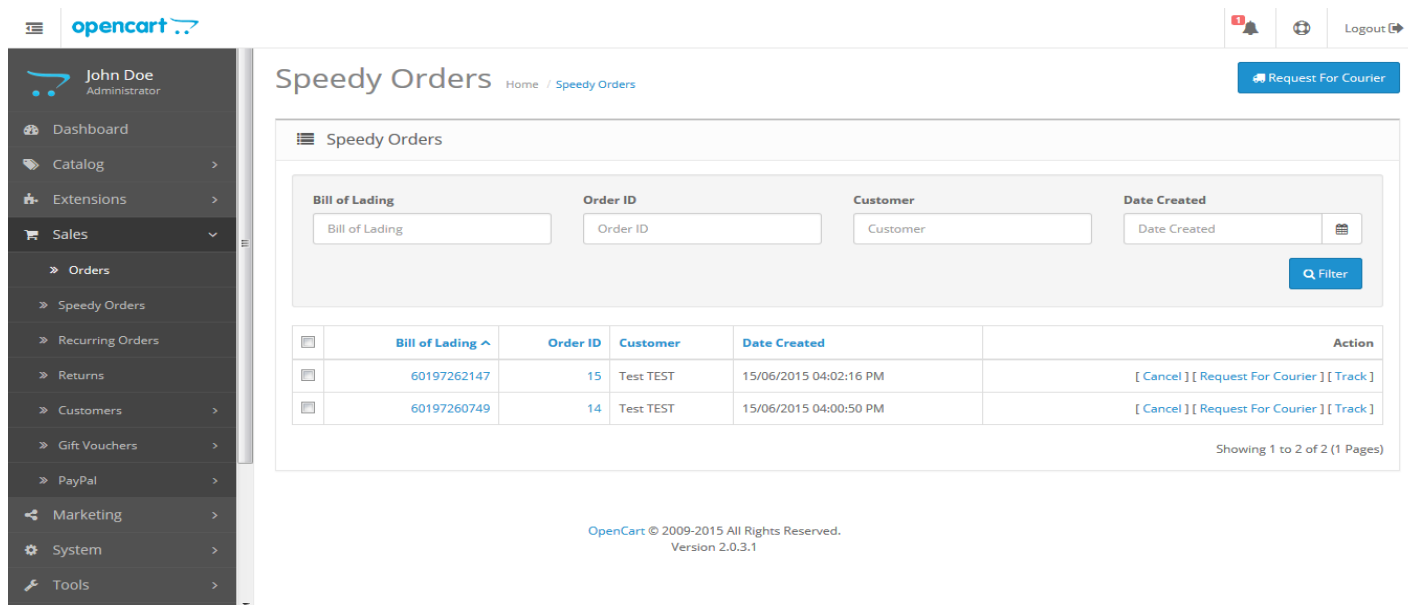 opencart
1
Logout
John Doe
Administrator
Dashboard
Catalog
Extensions
Sales
Orders
Speedy Orders
Recurring Orders
Returns
Customers
Gift Vouchers
PayPal
Marketing
System
Tools
Speedy Orders Home / Speedy Orders
Request For Courier
Speedy Orders
Bill of Lading Order ID Customer Date Created
Bill of Lading Order ID Customer Date Created
Filter
Bill of Lading Order ID Customer Date Created Action
60197262147 15 Test TEST 15/06/2015 04:02:16 PM [ Cancel ] [ Request For Courier ] [ Track ]
60197260749 14 Test TEST 15/06/2015 04:00:50 PM [ Cancel ] [ Request For Courier ] [ Track ]
Showing 1 to 2 of 2 (1 Pages)
OpenCart © 2009-2015 All Rights Reserved.
Version 2.0.3.1